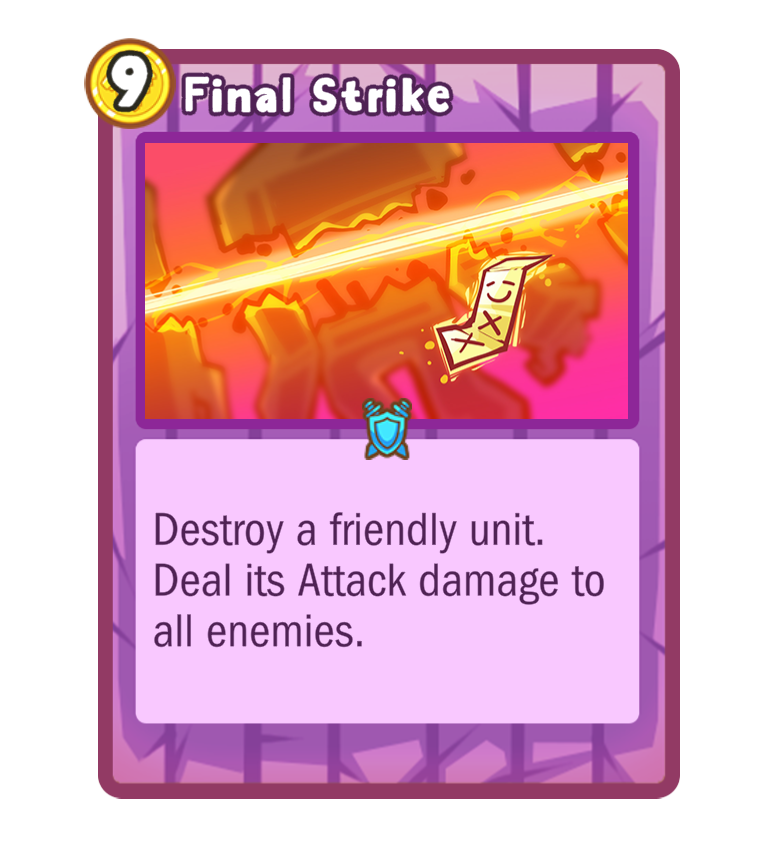 9
Final Strike
Destroy a friendly unit.
Deal its Attack damage to
all enemies.